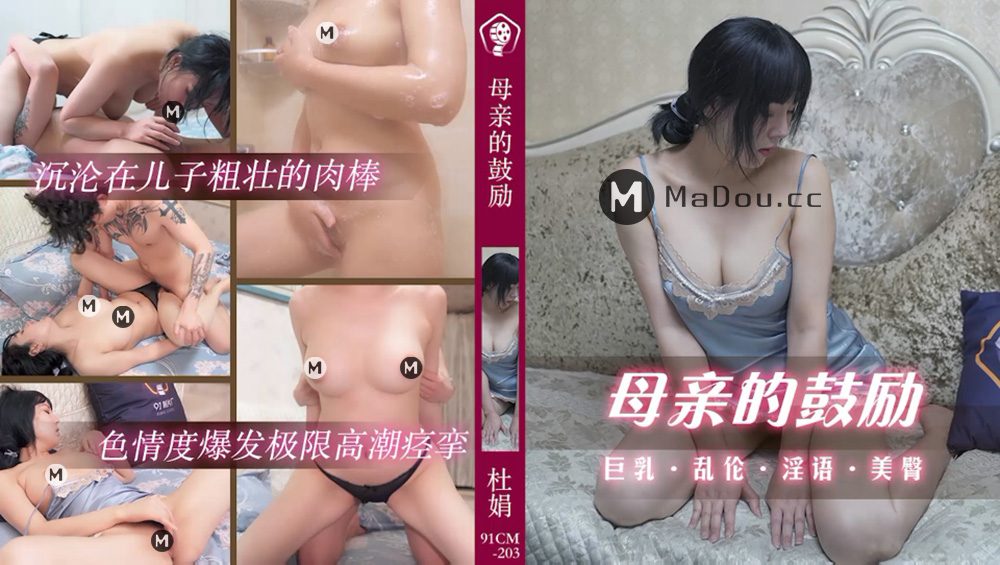 沉沦在儿子粗壮的肉棒
色情度爆发极限高潮痉挛
母亲的鼓励
杜娟
91CM
-203
M MaDou.cc
母亲的鼓励
巨乳·乱伦·淫语·美臀